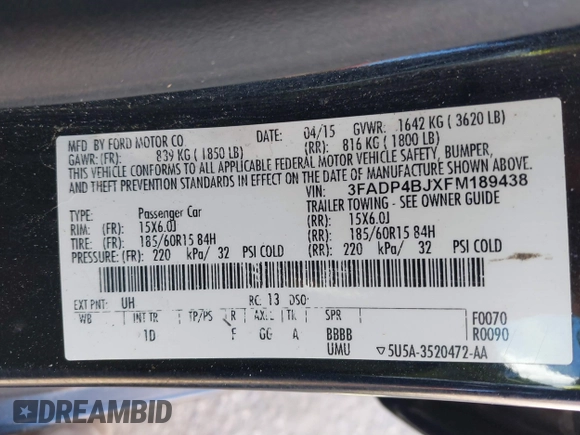 MFD. BY FORD MOTOR CO. DATE: 04/15 GVWR: 1642 KG ( 3620 LB)
GAWR: (FR): 839 KG ( 1850 LB) (RR): 816 KG ( 1800 LB)
THIS VEHICLE CONFORMS TO ALL APPLICABLE FEDERAL MOTOR VEHICLE SAFETY, BUMPER,
AND THEFT PREVENTION STANDARDS IN EFFECT ON THE DATE OF MANUFACTURE SHOWN ABOVE.
VIN: 3FADP4BJXFM189438
TYPE: Passenger Car TRAILER TOWING - SEE OWNER GUIDE
RIM: (FR): 15X6.0J (RR): 15X6.0J
TIRE: (FR): 185/60R15 84H (RR): 185/60R15 84H
PRESSURE: (FR): 220 kPa/ 32 PSI COLD (RR): 220 kPa/ 32 PSI COLD
EXT PNT: UH RC: 13 DSO:
WB INT TR TP/PS R AXLE TR SPR F0070
1D F GG A BBBB R0090
UMU ▽5U5A-3520472-AA
DREAMBID